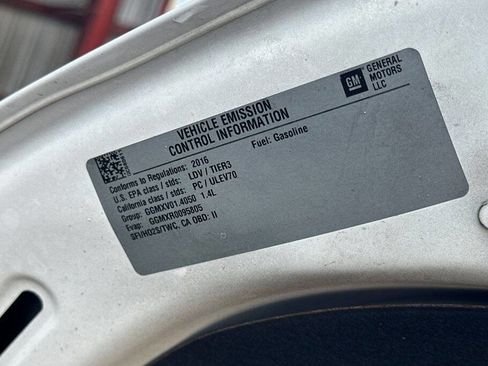 VEHICLE EMISSION
CONTROL INFORMATION
GM
GENERAL
MOTORS
LLC
Fuel: Gasoline
Conforms to Regulations: 2016
U.S. EPA class / stds: LDV / TIER3
California class / stds: PC / ULEV70
Group: GGMXV01.4050 1.4L
Evap: GGMXR0095805
SFI/HO2S/TWC, CA OBD: II